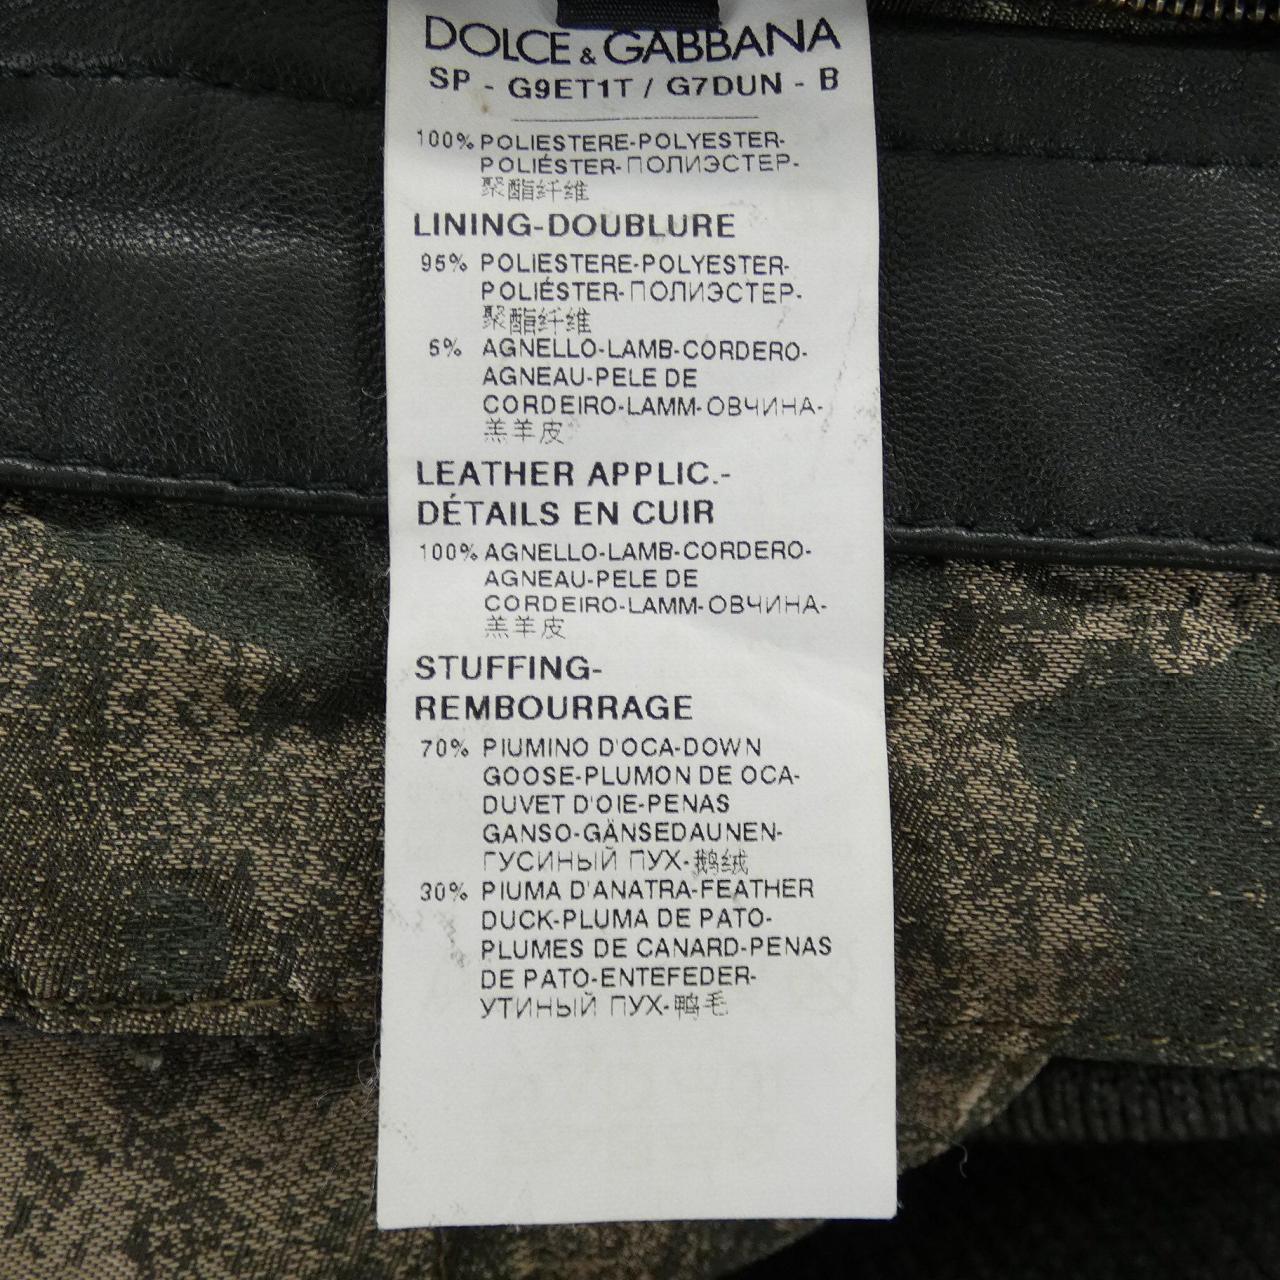 DOLCE & GABBANA
SP - G9ET1T / G7DUN - B
100% POLIESTERE-POLYESTER-
POLIÉSTER-ПОЛИЭСТЕР-
聚酯纤维
LINING-DOUBLURE
95% POLIESTERE-POLYESTER-
POLIÉSTER-ПОЛИЭСТЕР-
聚酯纤维
5% AGNELLO-LAMB-CORDERO-
AGNEAU-PELE DE
CORDEIRO-LAMM-ОВЧИНА-
羔羊皮
LEATHER APPLIC.-
DÉTAILS EN CUIR
100% AGNELLO-LAMB-CORDERO-
AGNEAU-PELE DE
CORDEIRO-LAMM-ОВЧИНА-
羔羊皮
STUFFING-
REMBOURRAGE
70% PIUMINO D'OCA-DOWN
GOOSE-PLUMON DE OCA-
DUVET D'OIE-PENAS
GANSO-GÄNSEDAUNEN-
ГУСИНЫЙ ПУХ-鹅绒
30% PIUMA D'ANATRA-FEATHER
DUCK-PLUMA DE PATO-
PLUMES DE CANARD-PENAS
DE PATO-ENTEFEDER-
УТИНЫЙ ПУХ-鸭毛